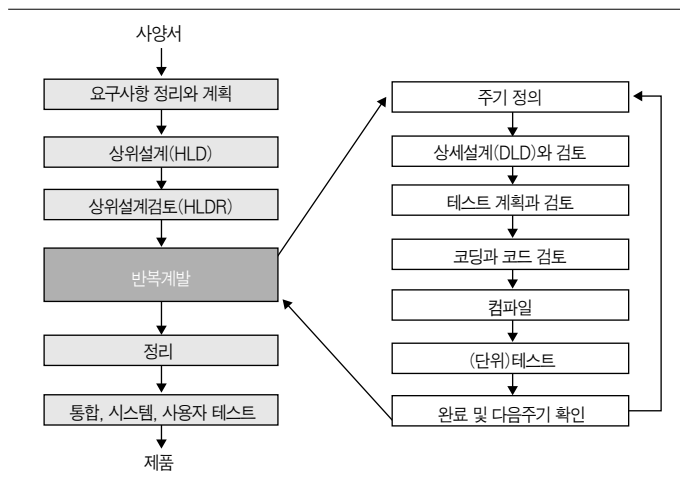 사양서
요구사항 정리와 계획
상위설계(HLD)
상위설계검토(HLDR)
반복계발
정리
통합, 시스템, 사용자 테스트
제품
주기 정의
상세설계(DLD)와 검토
테스트 계획과 검토
코딩과 코드 검토
컴파일
(단위)테스트
완료 및 다음주기 확인